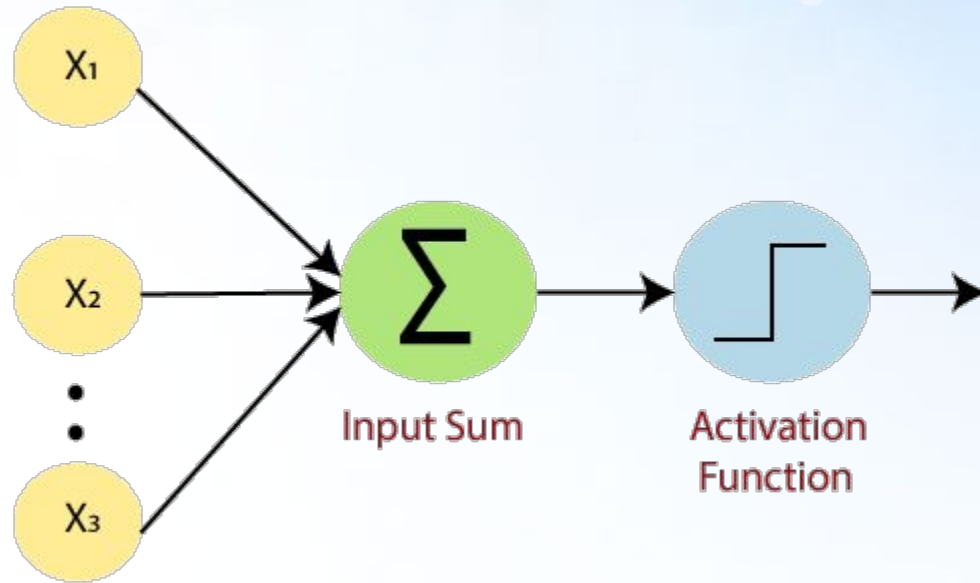 X₁
X₂
X₃
Σ
Input Sum
Activation
Function